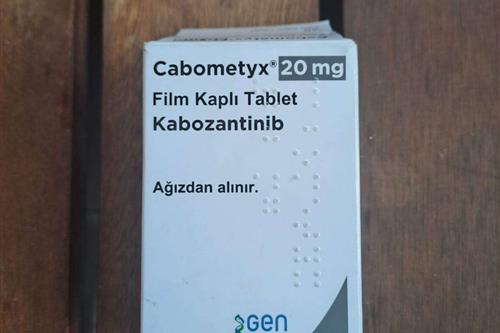 Cabometyx® 20 mg
Film Kaplı Tablet
Kabozantinib
Ağızdan alınır.
GEN